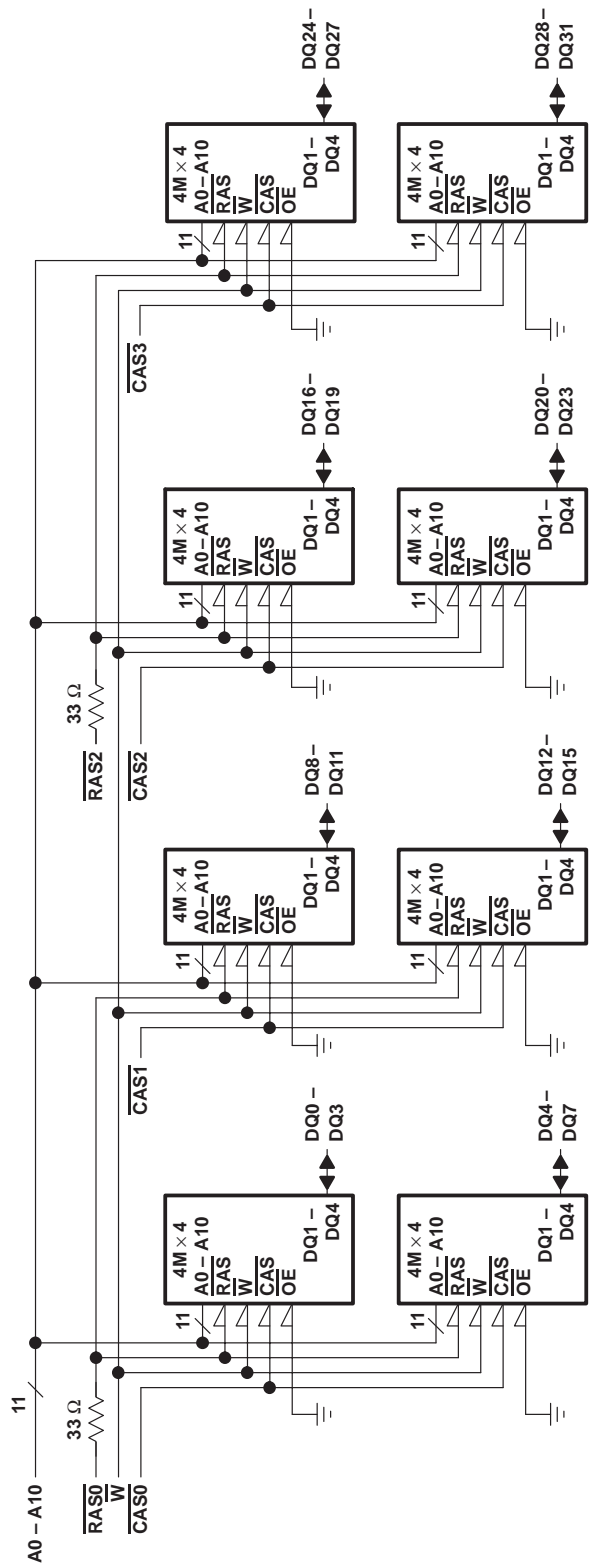 A0 – A10
11
RAS0
33 Ω
W
CAS0
RAS2
33 Ω
CAS1
CAS2
CAS3
11
4M × 4
A0 – A10
RAS
W
CAS
OE
DQ1 –
DQ4
DQ0 –
DQ3
11
4M × 4
A0 – A10
RAS
W
CAS
OE
DQ1 –
DQ4
DQ8 –
DQ11
11
4M × 4
A0 – A10
RAS
W
CAS
OE
DQ1 –
DQ4
DQ16 –
DQ19
11
4M × 4
A0 – A10
RAS
W
CAS
OE
DQ1 –
DQ4
DQ24 –
DQ27
11
4M × 4
A0 – A10
RAS
W
CAS
OE
DQ1 –
DQ4
DQ4 –
DQ7
11
4M × 4
A0 – A10
RAS
W
CAS
OE
DQ1 –
DQ4
DQ12 –
DQ15
11
4M × 4
A0 – A10
RAS
W
CAS
OE
DQ1 –
DQ4
DQ20 –
DQ23
11
4M × 4
A0 – A10
RAS
W
CAS
OE
DQ1 –
DQ4
DQ28 –
DQ31